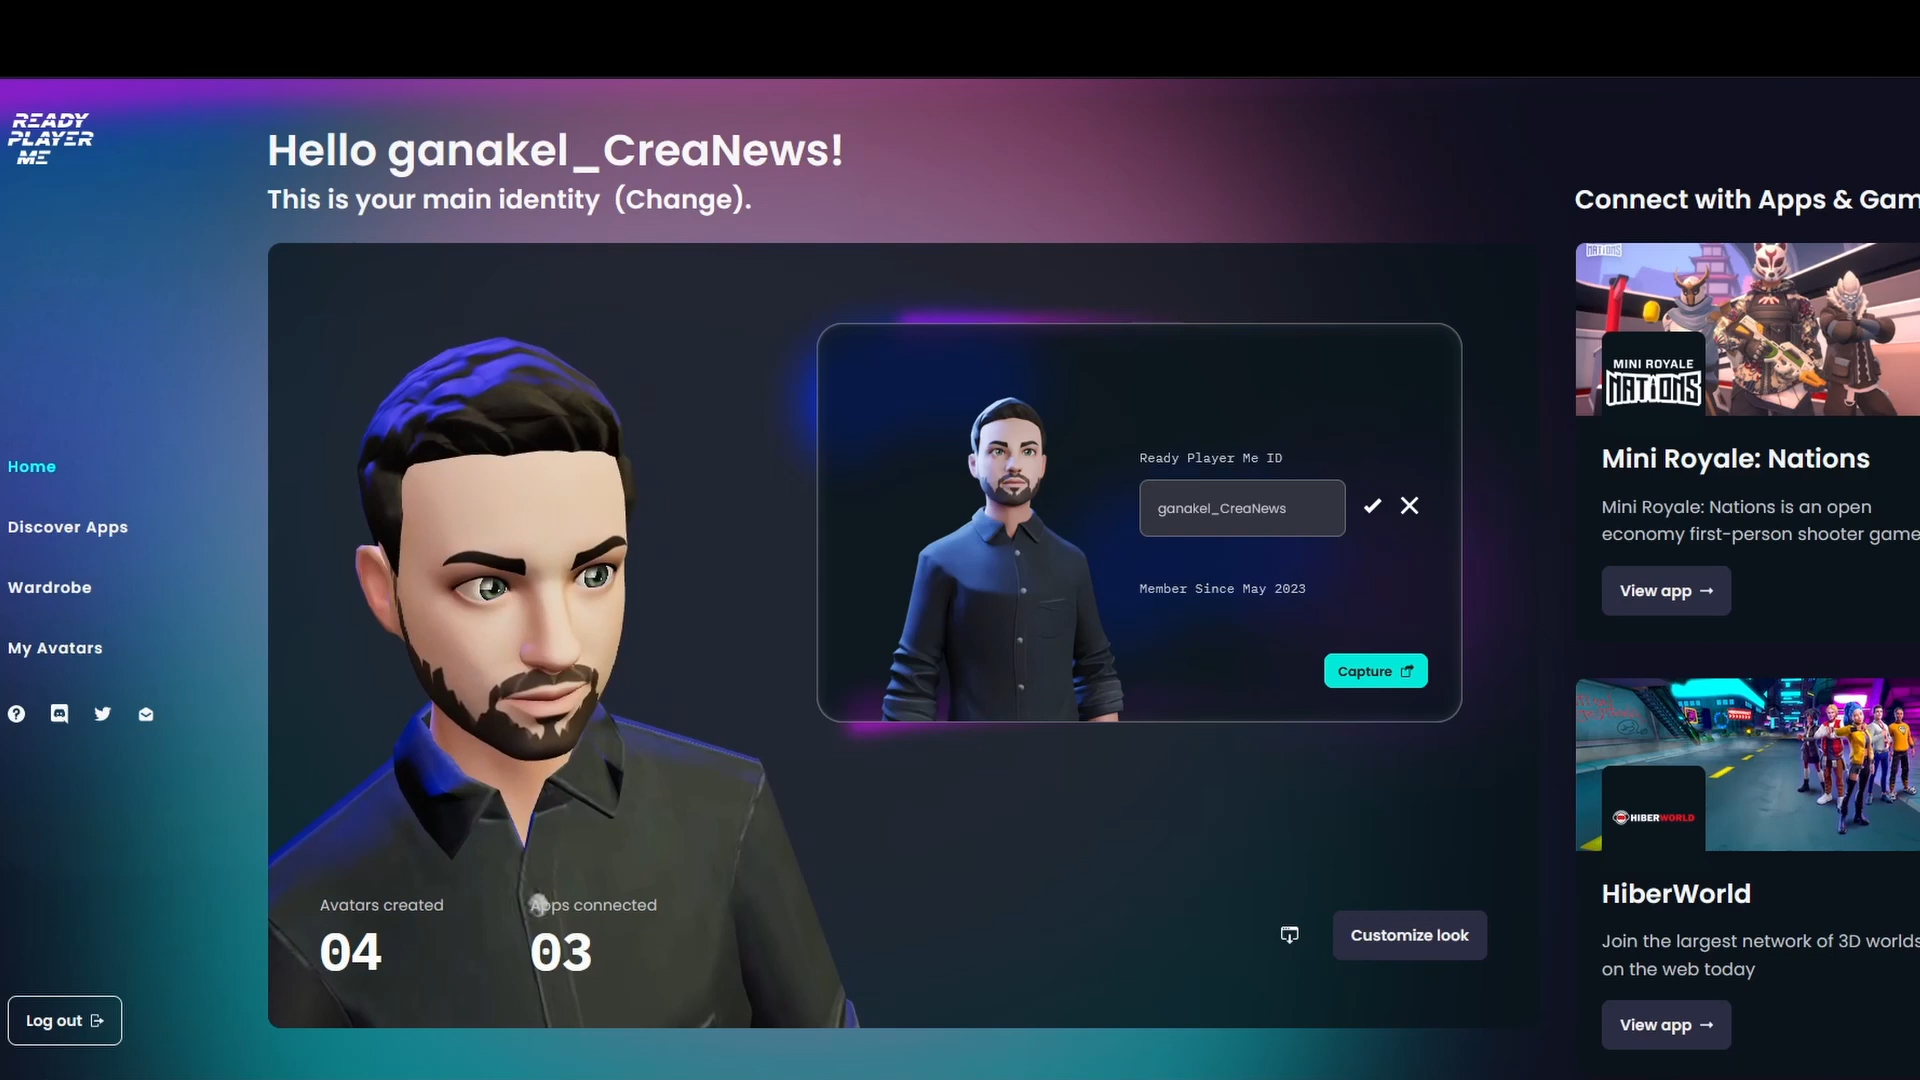 READY
PLAYER
ME
Hello ganakel_CreaNews!
This is your main identity (Change).
Home
Discover Apps
Wardrobe
My Avatars
Log out
Ready Player Me ID
ganakel_CreaNews
Member Since May 2023
Capture
Avatars created
04
Apps connected
03
Customize look
Connect with Apps & Gam
NATIONS
MINI ROYALE
NATIONS
Mini Royale: Nations
Mini Royale: Nations is an open
economy first-person shooter game
View app
HIBERWORLD
HiberWorld
Join the largest network of 3D worlds
on the web today
View app